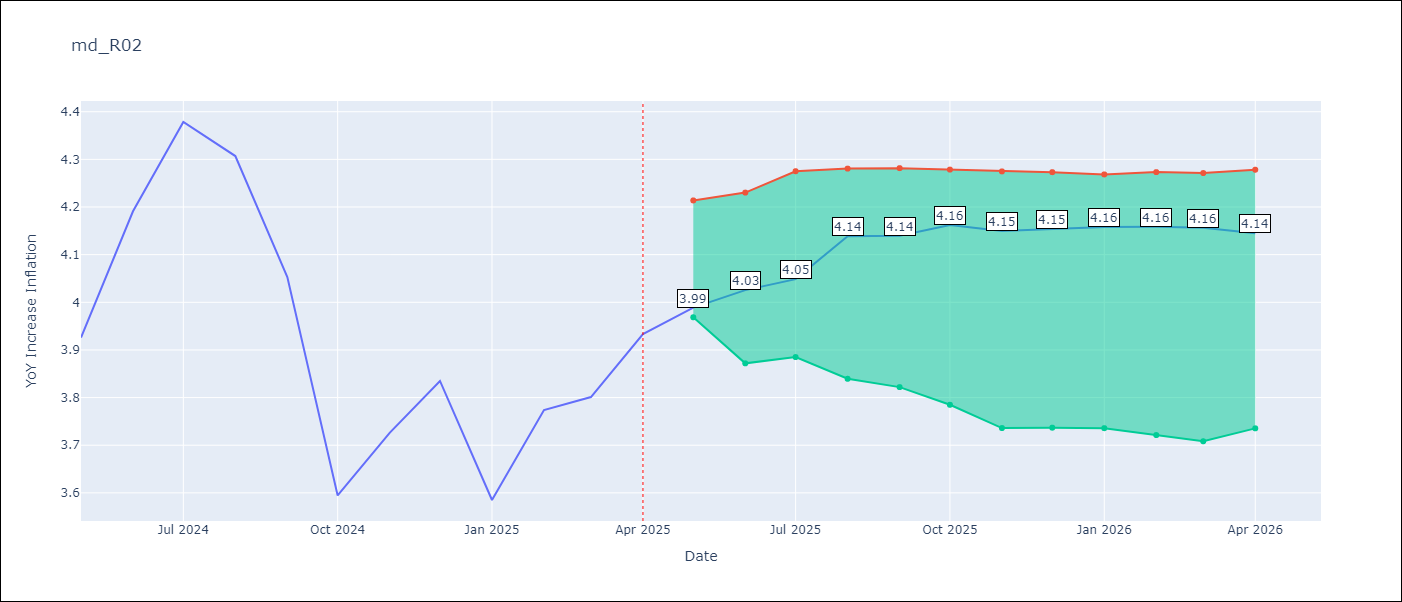 md_R02
4.4
4.3
4.2
4.1
4
3.9
3.8
3.7
3.6
YoY Increase Inflation
3.99
4.03
4.05
4.14
4.14
4.16
4.15
4.15
4.16
4.16
4.16
4.14
Jul 2024
Oct 2024
Jan 2025
Apr 2025
Jul 2025
Oct 2025
Jan 2026
Apr 2026
Date